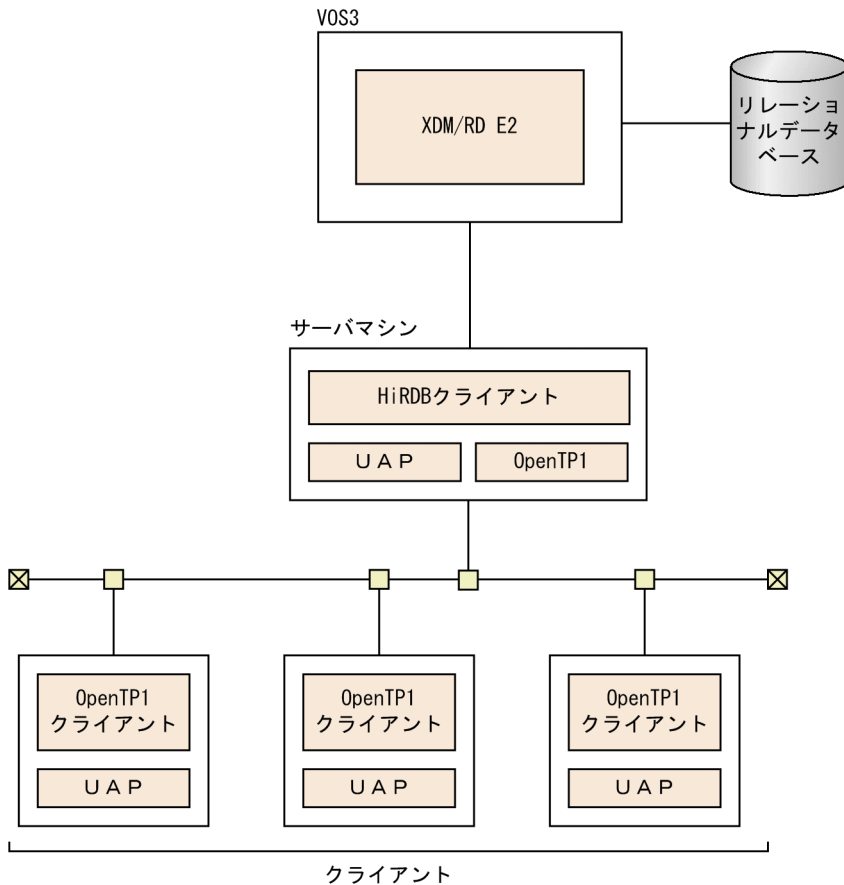 VOS3
XDM/RD E2
リレーショ
ナルデータ
ベース
サーバマシン
HiRDBクライアント
ＵＡＰ
OpenTP1
OpenTP1
クライアント
OpenTP1
クライアント
OpenTP1
クライアント
ＵＡＰ
ＵＡＰ
ＵＡＰ
クライアント